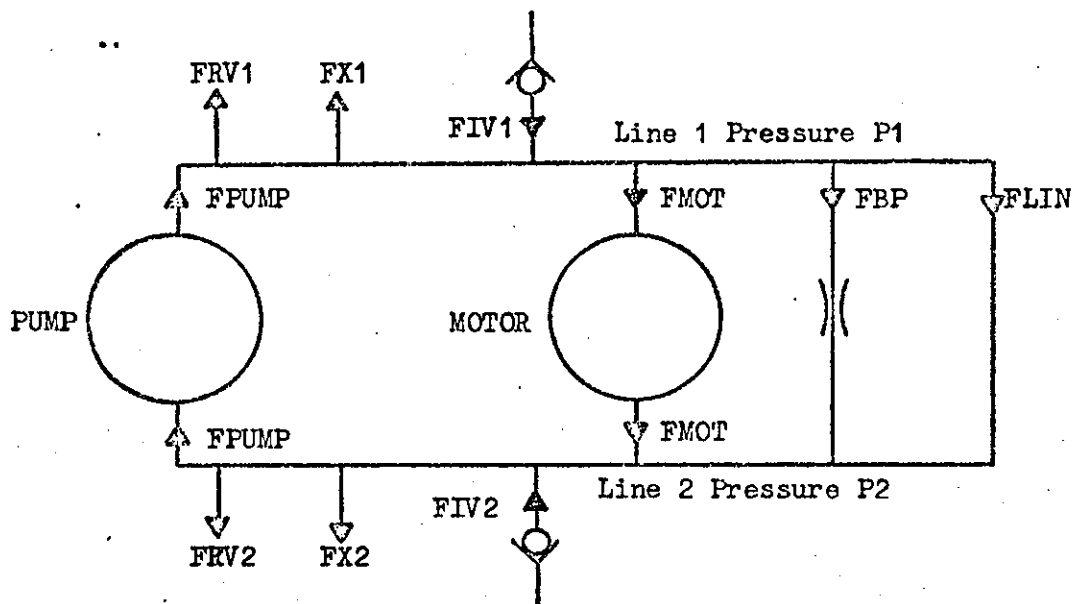 FRV1 FX1
FIV1 Line 1 Pressure P1
FPUMP FMOT FBP FLIN
PUMP MOTOR
FPUMP FMOT
FIV2 Line 2 Pressure P2
FRV2 FX2